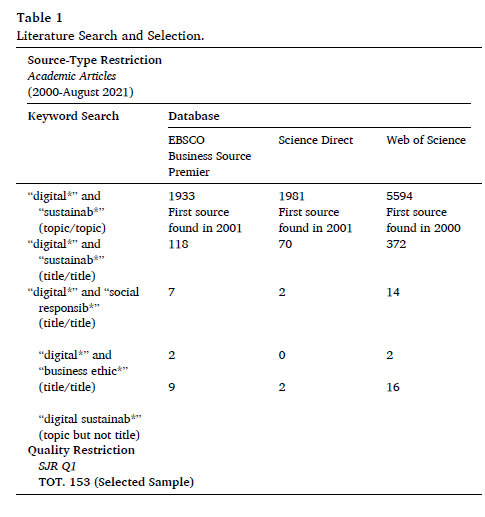 Table 1
Literature Search and Selection.
Source-Type Restriction
Academic Articles
(2000-August 2021)
Keyword Search Database
EBSCO Science Direct Web of Science
Business Source
Premier
“digital*” and 1933 1981 5594
“sustainab*” First source First source First source
(topic/topic) found in 2001 found in 2001 found in 2000
“digital*” and 118 70 372
“sustainab*”
(title/title)
“digital*” and “social 7 2 14
responsib*”
(title/title)
“digital*” and 2 0 2
“business ethic*”
(title/title) 9 2 16
“digital sustainab*”
(topic but not title)
Quality Restriction
SJR Q1
TOT. 153 (Selected Sample)